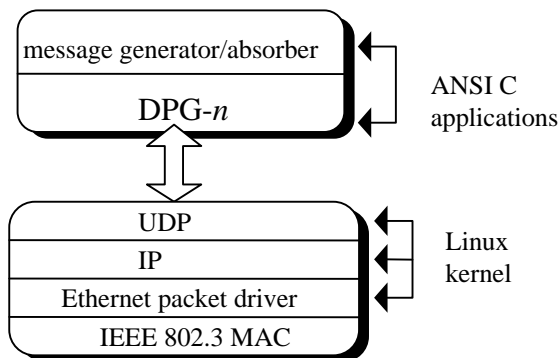 message generator/absorber
DPG-n
ANSI C
applications
UDP
IP
Ethernet packet driver
IEEE 802.3 MAC
Linux
kernel